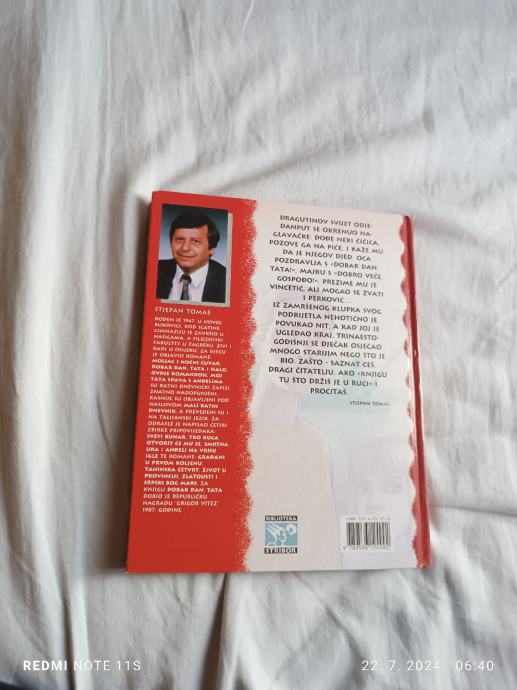 STJEPAN TOMAŠ
ROĐEN JE 1947. U NOVOJ
BUKOVICI, KOD SLATINE.
GIMNAZIJU JE ZAVRŠIO U
NAŠICAMA, A FILOZOFSKI
FAKULTET U ZAGREBU. ŽIVI I
RADI U OSIJEKU. ZA DJECU
JE OBJAVIO ROMANE:
MOLJAC I NOĆNI ČUVAR,
DOBAR DAN, TATA I HALO,
OVDJE KOMANDOSI. MOJ
TATA SPAVA S ANĐELIMA
SU RATNI DNEVNIČKI ZAPISI,
ZNATNO NADOPUNJENI,
KASNIJE SU OBJAVLJENI POD
NASLOVOM MALI RATNI
DNEVNIK, A PREVEDENI SU I
NA TALIJANSKI JEZIK. ZA
ODRASLE JE NAPISAO ČETIRI
ZBIRKE PRIPOVIJEDAKA:
SVETI BUNAR, TKO KUCA
OTVORIT ĆE MU SE, SMRTNA
URA I ANĐELI NA VRHU
IGLE TE ROMANE: GRAĐANI
U PRVOM KOLJENU,
TANINSKA ČETVRT, ŽIVOT U
PROVINCIJI, ZLATOUSTI I
SRPSKI BOG MARS. ZA
KNJIGU DOBAR DAN, TATA
DOBIO JE REPUBLIČKU
NAGRADU "GRIGOR VITEZ"
1987. GODINE.
DRAGUTINOV SVIJET ODJE-
DANPUT SE OKRENUO NA-
GLAVAČKE. DOĐE NEKI ČIČICA,
POZOVE GA NA PIĆE, I KAŽE MU
DA JE NJEGOV DJED. OCA
POZDRAVLJA S »DOBAR DAN,
TATA!«, MAJKU S »DOBRO VEČE,
GOSPOĐO!«. PREZIME MU JE
VINCETIĆ, ALI MOGAO SE ZVATI
I PERKOVIĆ...
IZ ZAMRŠENOG KLUPKA SVOG
PODRIJETLA NEHOTIČNO JE
POVUKAO NIT, A KAD JOJ JE
UGLEDAO KRAJ, TRINAESTO-
GODIŠNJI SE DJEČAK OSJEĆAO
MNOGO STARIJIM NEGO ŠTO JE
BIO. ZAŠTO - SAZNAT ĆEŠ,
DRAGI ČITATELJU, AKO »KNJIGU
TU ŠTO DRŽIŠ JE U RUCI« I
PROČITAŠ.
STJEPAN TOMAŠ
BIBLIOTEKA
STRIBOR
ISBN
REDMI NOTE 11S
22. 7. 2024 06:40